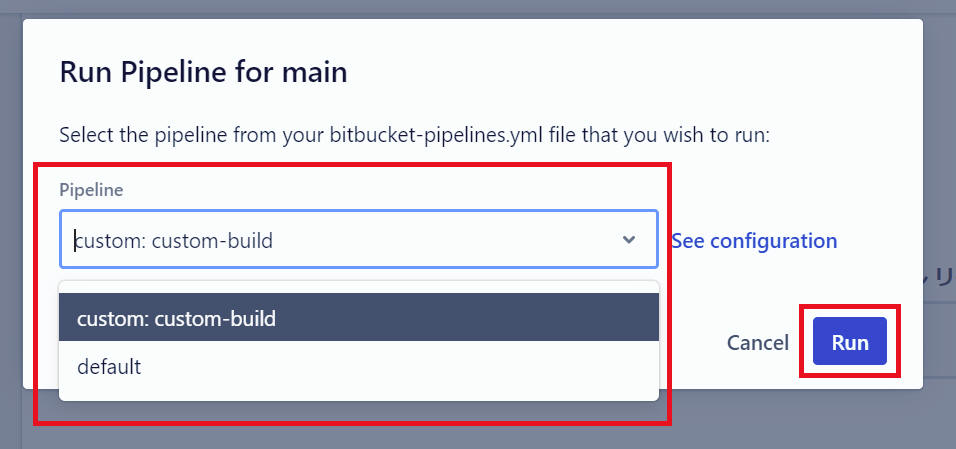 Run Pipeline for main
Select the pipeline from your bitbucket-pipelines.yml file that you wish to run:
Pipeline
custom: custom-build
See configuration
custom: custom-build
default
Cancel
Run
リ